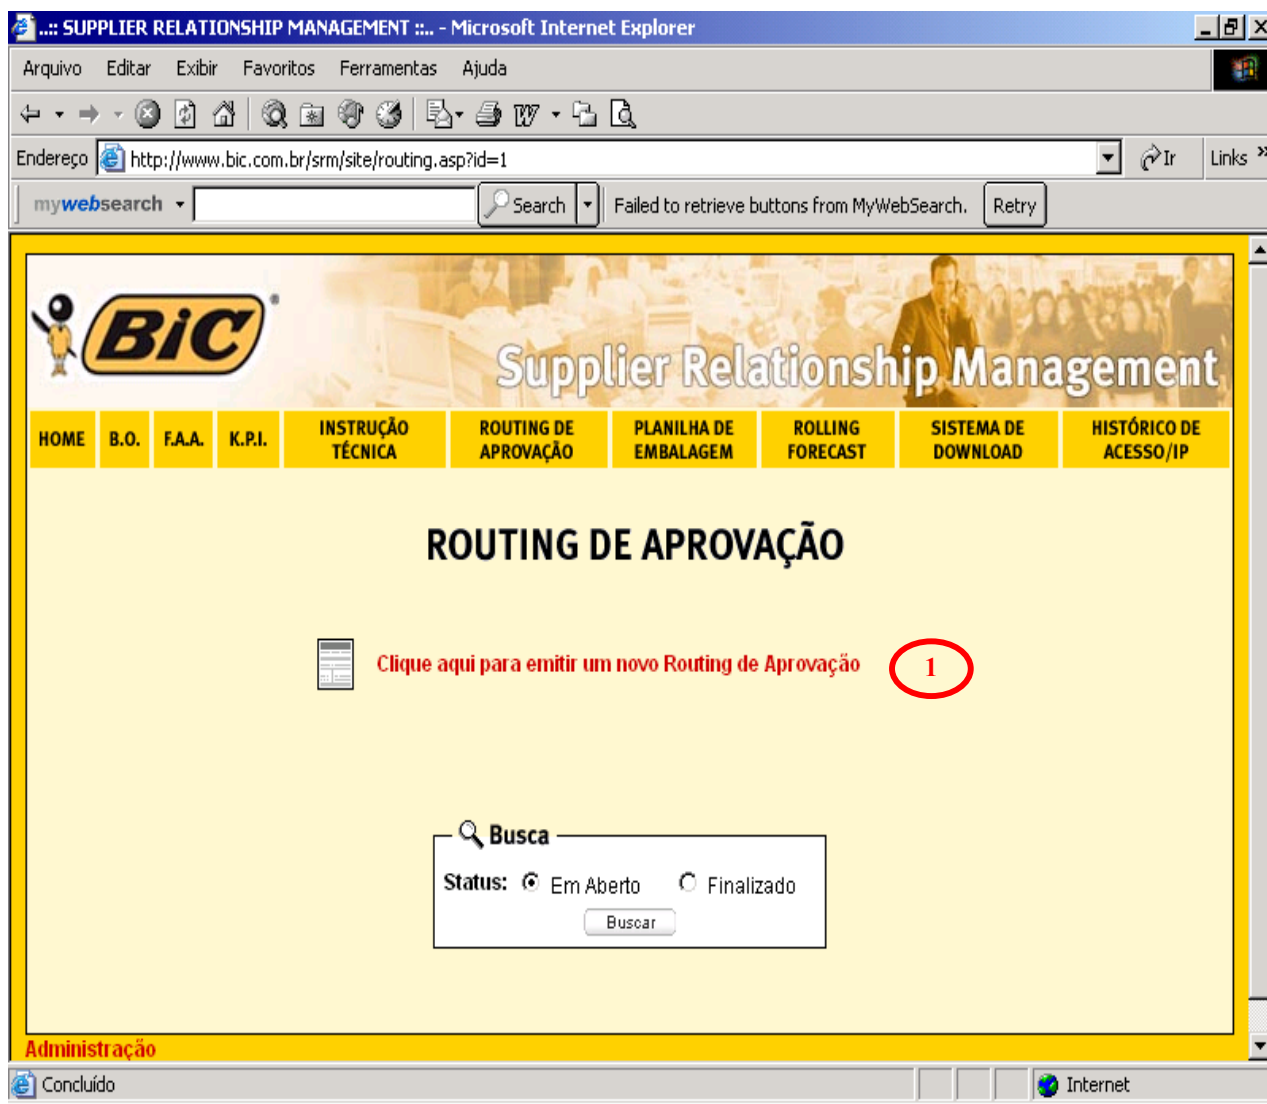 ..:: SUPPLIER RELATIONSHIP MANAGEMENT ::.. - Microsoft Internet Explorer
Arquivo Editar Exibir Favoritos Ferramentas Ajuda
Endereço http://www.bic.com.br/srm/site/routing.asp?id=1 Ir Links »
mywebsearch Search Failed to retrieve buttons from MyWebSearch. Retry
BiC
Supplier Relationship Management
HOME B.O. F.A.A. K.P.I. INSTRUÇÃO TÉCNICA ROUTING DE APROVAÇÃO PLANILHA DE EMBALAGEM ROLLING FORECAST SISTEMA DE DOWNLOAD HISTÓRICO DE ACESSO/IP
ROUTING DE APROVAÇÃO
Clique aqui para emitir um novo Routing de Aprovação 1
Busca
Status: Em Aberto Finalizado
Buscar
Administração
Concluído Internet